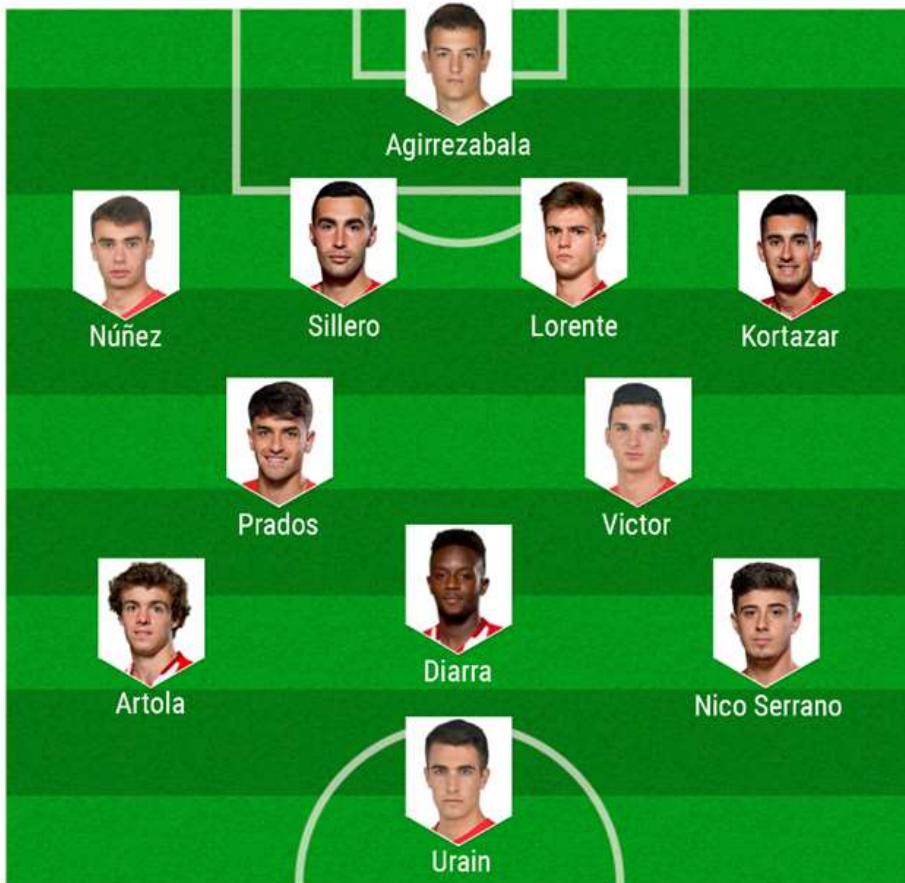 Agirrezabala
Núñez
Sillero
Lorente
Kortazar
Prados
Victor
Artola
Diarra
Nico Serrano
Urain